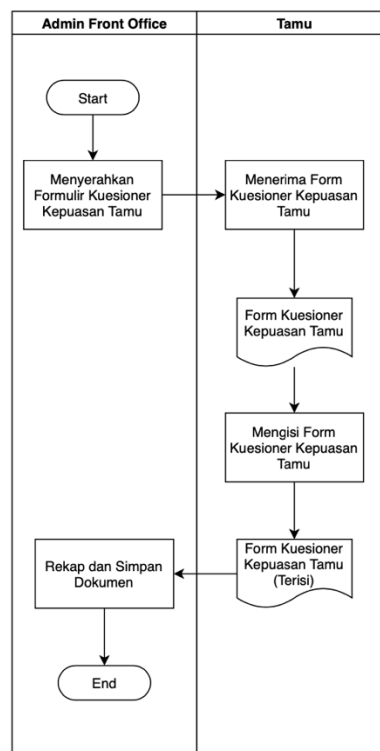 Admin Front Office
Tamu
Start
Menyerahkan
Formulir Kuesioner
Kepuasan Tamu
Menerima Form
Kuesioner Kepuasan
Tamu
Form Kuesioner
Kepuasan Tamu
Mengisi Form
Kuesioner Kepuasan
Tamu
Form Kuesioner
Kepuasan Tamu
(Terisi)
Rekap dan Simpan
Dokumen
End